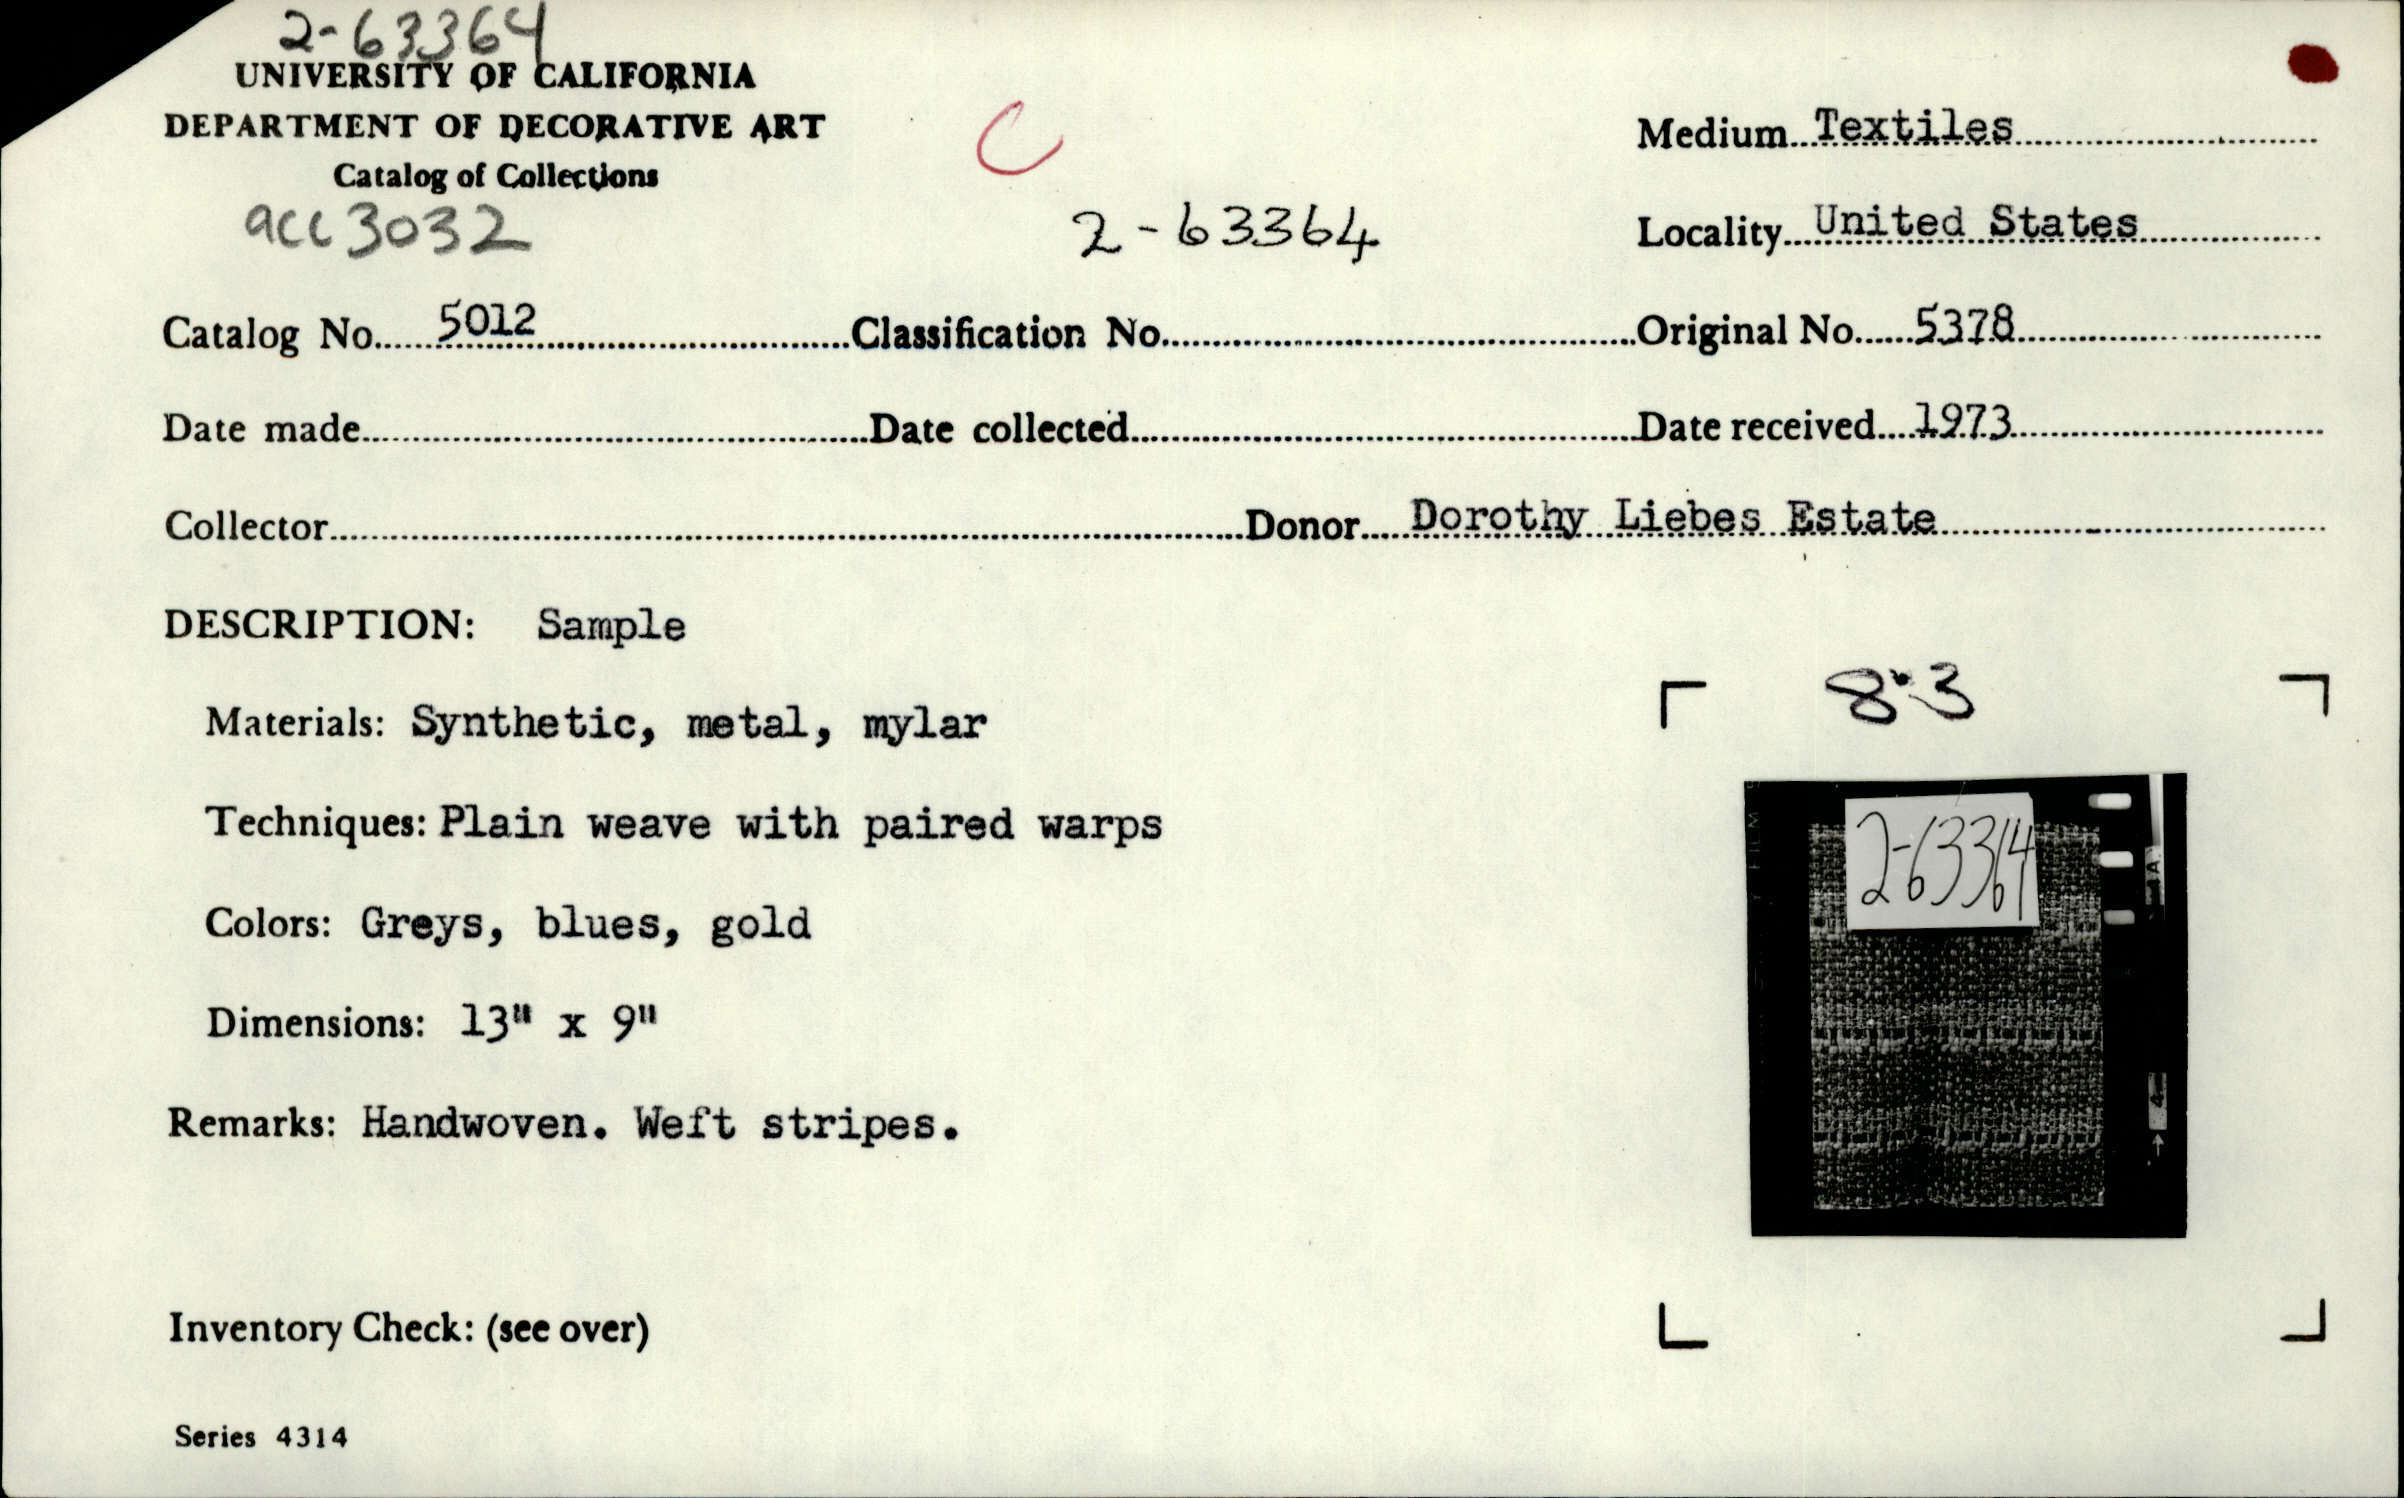 2-63364
UNIVERSITY OF CALIFORNIA
DEPARTMENT OF DECORATIVE ART
Catalog of Collections
acc 3032
C
2-63364
Medium Textiles
Locality United States
Catalog No. 5012 Classification No. Original No. 5378
Date made Date collected Date received 1973
Collector Donor Dorothy Liebes Estate
DESCRIPTION: Sample
Materials: Synthetic, metal, mylar
Techniques: Plain weave with paired warps
Colors: Greys, blues, gold
Dimensions: 13" x 9"
Remarks: Handwoven. Weft stripes.
8·3
2-63364
4
Inventory Check: (see over)
Series 4314